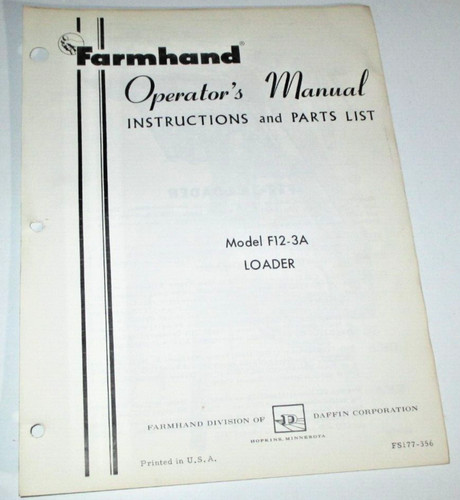 Farmhand®
Operator's Manual
INSTRUCTIONS and PARTS LIST
Model F12-3A
LOADER
FARMHAND DIVISION OF D DAFFIN CORPORATION
HOPKINS, MINNESOTA
FS177-356
Printed in U.S.A.